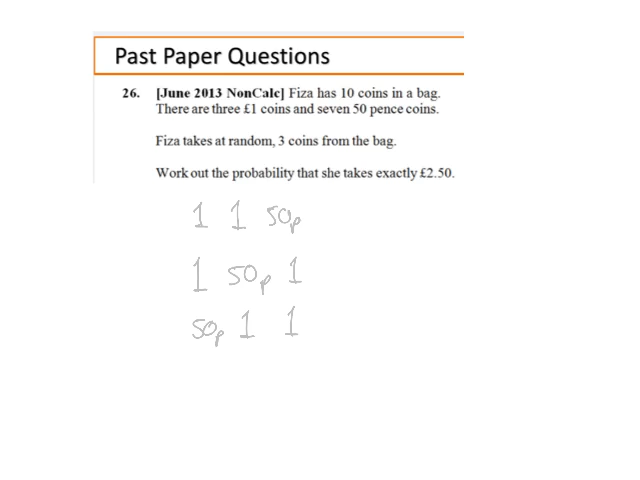 Past Paper Questions
26. [June 2013 NonCalc] Fiza has 10 coins in a bag.
There are three £1 coins and seven 50 pence coins.
Fiza takes at random, 3 coins from the bag.
Work out the probability that she takes exactly £2.50.
1 1 50p
1 50p 1
50p 1 1